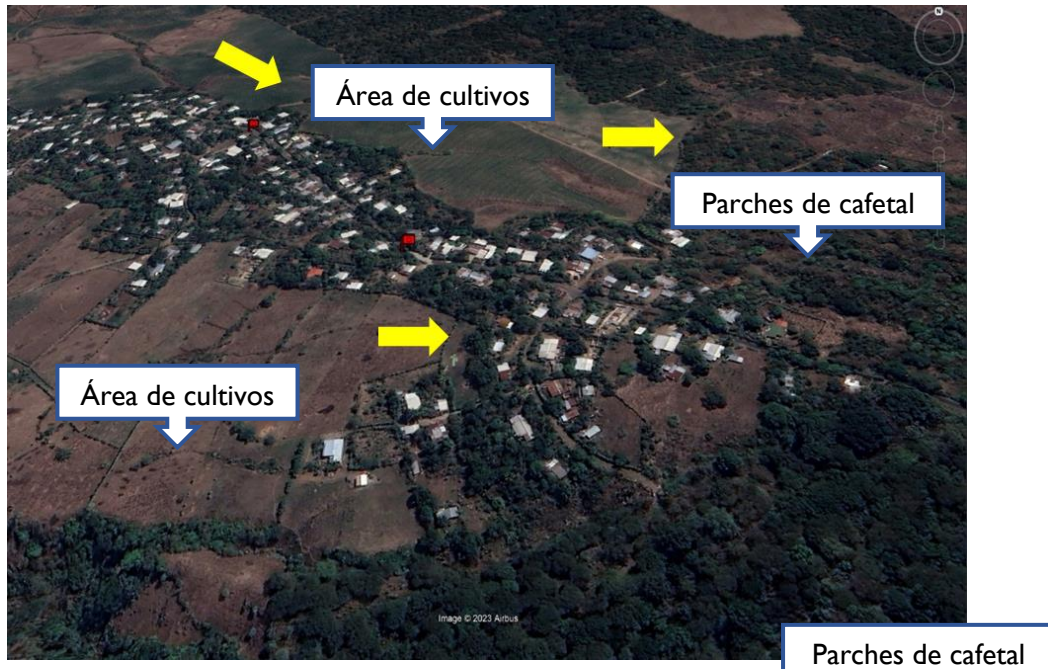 Área de cultivos
Parches de cafetal
Área de cultivos
Image © 2023 Airbus
Parches de cafetal